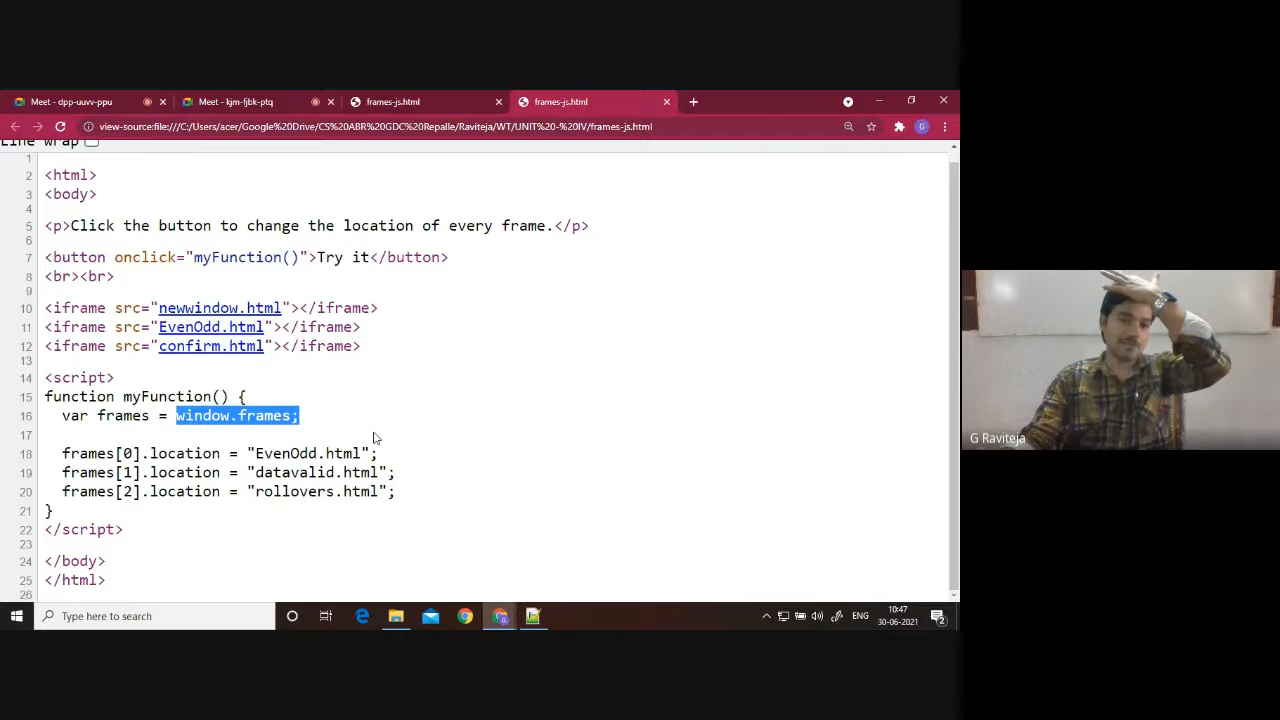 Meet - dpp-uuvv-ppu
Meet - kjm-fjbk-ptq
frames-js.html
frames-js.html
view-source:file:///C:/Users/acer/Google%20Drive/CS%20ABR%20GDC%20Repalle/Raviteja/WT/UNIT%20-%20IV/frames-js.html
G
Line wrap
1
2 <html>
3 <body>
4
5 <p>Click the button to change the location of every frame.</p>
6
7 <button onclick="myFunction()">Try it</button>
8 <br><br>
9
10 <iframe src="newwindow.html"></iframe>
11 <iframe src="EvenOdd.html"></iframe>
12 <iframe src="confirm.html"></iframe>
13
14 <script>
15 function myFunction() {
16 var frames = window.frames;
17
18 frames[0].location = "EvenOdd.html";
19 frames[1].location = "datavalid.html";
20 frames[2].location = "rollovers.html";
21 }
22 </script>
23
24 </body>
25 </html>
26
G Raviteja
Type here to search
ENG
10:47
30-06-2021
2